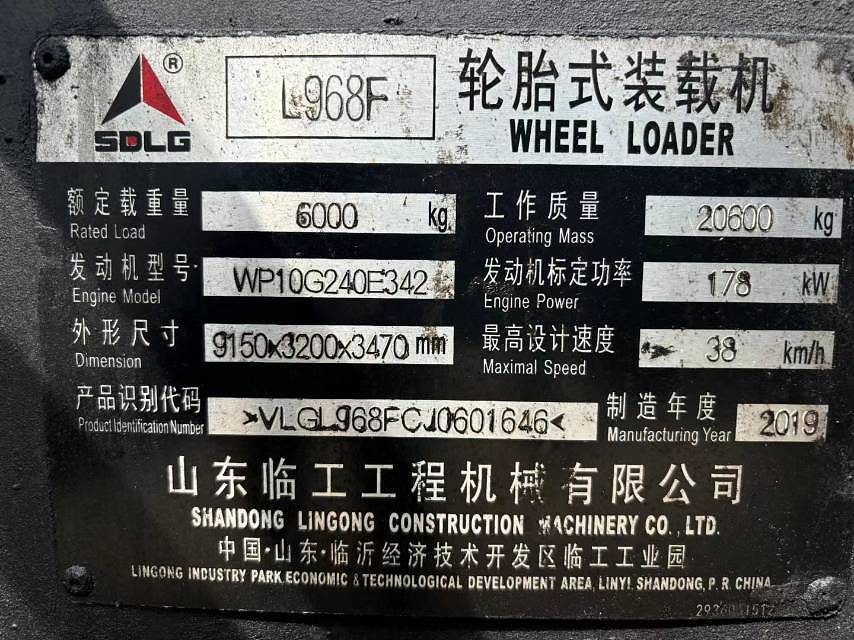 SDLG ® L968F 轮胎式装载机
WHEEL LOADER
额定载重量 6000 kg 工作质量 20600 kg
Rated Load Operating Mass
发动机型号 WP10G240E342 发动机标定功率 178 kW
Engine Model Engine Power
外形尺寸 9150x3200x3470 mm 最高设计速度 38 km/h
Dimension Maximal Speed
产品识别代码 >VLGL968FCJ0601646< 制造年度 2019
Product Identification Number Manufacturing Year
山东临工工程机械有限公司
SHANDONG LINGONG CONSTRUCTION MACHINERY CO.,LTD.
中国·山东·临沂经济技术开发区临工工业园
LINGONG INDUSTRY PARK.ECONOMIC & TECHNOLOGICAL DEVELOPMENT AREA, LINYI. SHANDONG, P. R. CHINA